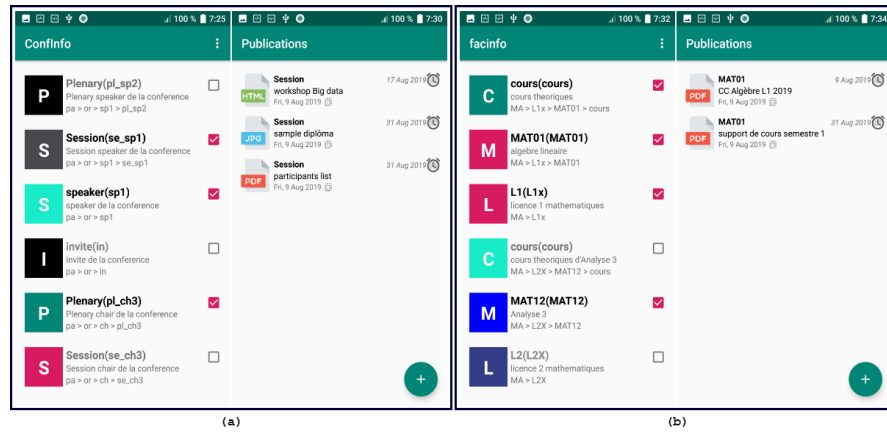 100 % 7:25
ConfInfo
P
Plenary(pl_sp2)
Plenary speaker de la conference
pa > or > sp1 > pl_sp2
S
Session(se_sp1)
Session speaker de la conference
pa > or > sp1 > se_sp1
S
speaker(sp1)
speaker de la conference
pa > or > sp1
I
invite(in)
Invite de la conference
pa > or > in
P
Plenary(pl_ch3)
Plenary chair de la conference
pa > or > ch > pl_ch3
S
Session(se_ch3)
Session chair de la conference
pa > or > ch > se_ch3
100 % 7:30
Publications
HTML
Session 17 Aug 2019
workshop Big data
Fri, 9 Aug 2019
JPG
Session 31 Aug 2019
sample diplôma
Fri, 9 Aug 2019
PDF
Session 31 Aug 2019
participants list
Fri, 9 Aug 2019
+
(a)
100 % 7:32
facinfo
C
cours(cours)
cours theoriques
MA > L1x > MAT01 > cours
M
MAT01(MAT01)
algebre lineaire
MA > L1x > MAT01
L
L1(L1x)
licence 1 mathematiques
MA > L1x
C
cours(cours)
cours theoriques d'Analyse 3
MA > L2X > MAT12 > cours
M
MAT12(MAT12)
Analyse 3
MA > L2X > MAT12
L
L2(L2X)
licence 2 mathematiques
MA > L2X
100 % 7:34
Publications
PDF
MAT01 9 Aug 2019
CC Algèbre L1 2019
Fri, 9 Aug 2019
PDF
MAT01 31 Aug 2019
support de cours semestre 1
Fri, 9 Aug 2019
+
(b)